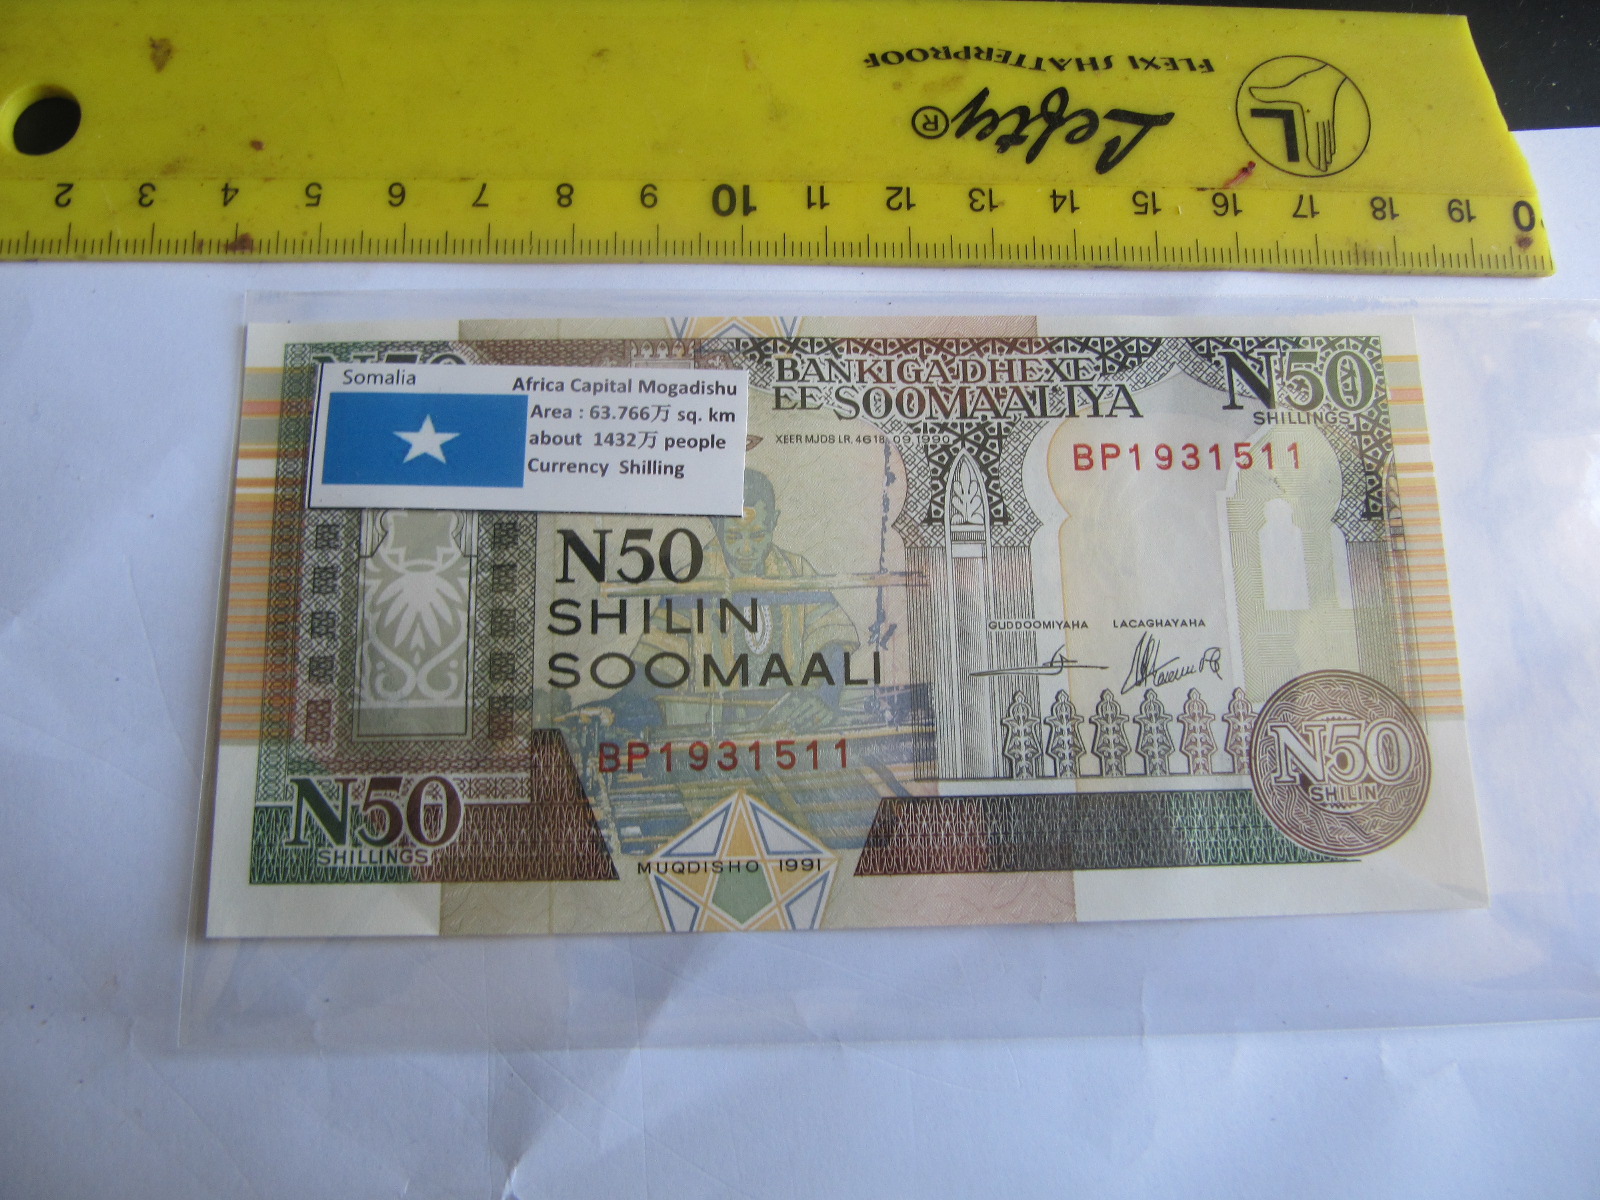 FLEXI SHATTERPROOF
Lefty®
L
2 3 4 5 6 7 8 9 10 11 12 13 14 15 16 17 18 19 20
N50
BANKIGA DHEXE
EE SOOMAALIYA
N50
SHILLINGS
Somalia
Africa Capital Mogadishu
Area : 63.766万 sq. km
about 1432万 people
Currency Shilling
XEER MJDS LR. 4618.09.1990
BP1931511
N50
SHILIN
SOOMAALI
GUDDOOMIYAHA LACAGHAYAHA
BP1931511
N50
SHILLINGS
N50
SHILIN
MUQDISHO 1991